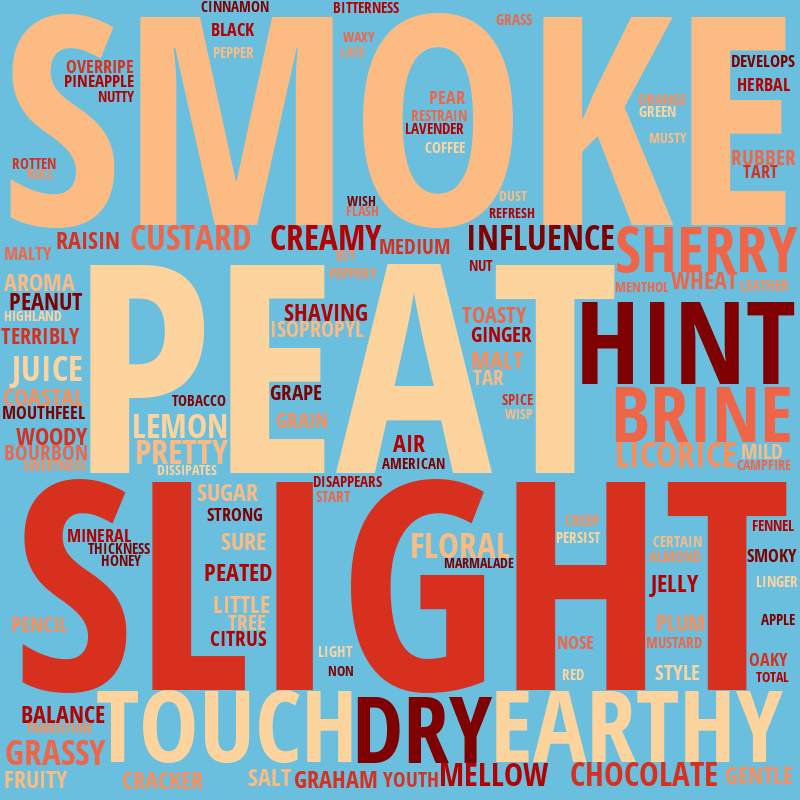 CINNAMON
BITTERNESS
GRASS
BLACK
WAXY
LATE
PEPPER
SMOKE
OVERRIPE
PINEAPPLE
NUTTY
DEVELOPS
HERBAL
PEAR
RESTRAIN
LAVENDER
COFFEE
ORANGE
GREEN
MUSTY
RUBBER
TART
ROTTEN
WISH
FLASH
DUST
REFRESH
RAISIN
CUSTARD
CREAMY
MEDIUM
INFLUENCE
SHERRY
MALTY
BIT
PEPPERY
NUT
MENTHOL
WHEAT
LEATHER
AROMA
PEANUT
HIGHLAND
TERRIBLY
PEAT
SHAVING
ISOPROPYL
TOASTY
GINGER
HINT
JUICE
MALT
TAR
COASTAL
MOUTHFEEL
TOBACCO
GRAPE
SPICE
WISP
BRINE
WOODY
LEMON
GRAIN
BOURBON
PRETTY
SWEETNESS
DISSIPATES
AIR
AMERICAN
LICORICE
MILD
CAMPFIRE
DISAPPEARS
START
SUGAR
STRONG
SLIGHT
CREEP
PERSIST
FENNEL
MINERAL
THICKNESS
HONEY
SURE
FLORAL
MARMALADE
CERTAIN
ALMOND
SMOKY
PEATED
JELLY
LINGER
LITTLE
TREE
CITRUS
PENCIL
PLUM
APPLE
LIGHT
NON
NOSE
MUSTARD
RED
STYLE
OAKY
TOTAL
BALANCE
TRANSITION
TOUCH
DRY
EARTHY
GRASSY
FRUITY
CRACKER
SALT
GRAHAM
YOUTH
MELLOW
CHOCOLATE
GENTLE